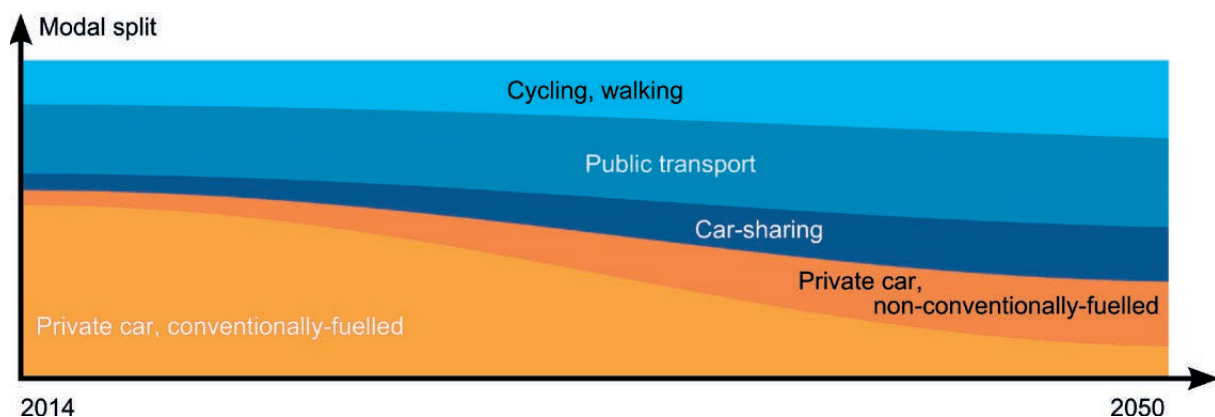 Modal split
Cycling, walking
Public transport
Car-sharing
Private car,
non-conventionally-fuelled
Private car, conventionally-fuelled
2014
2050